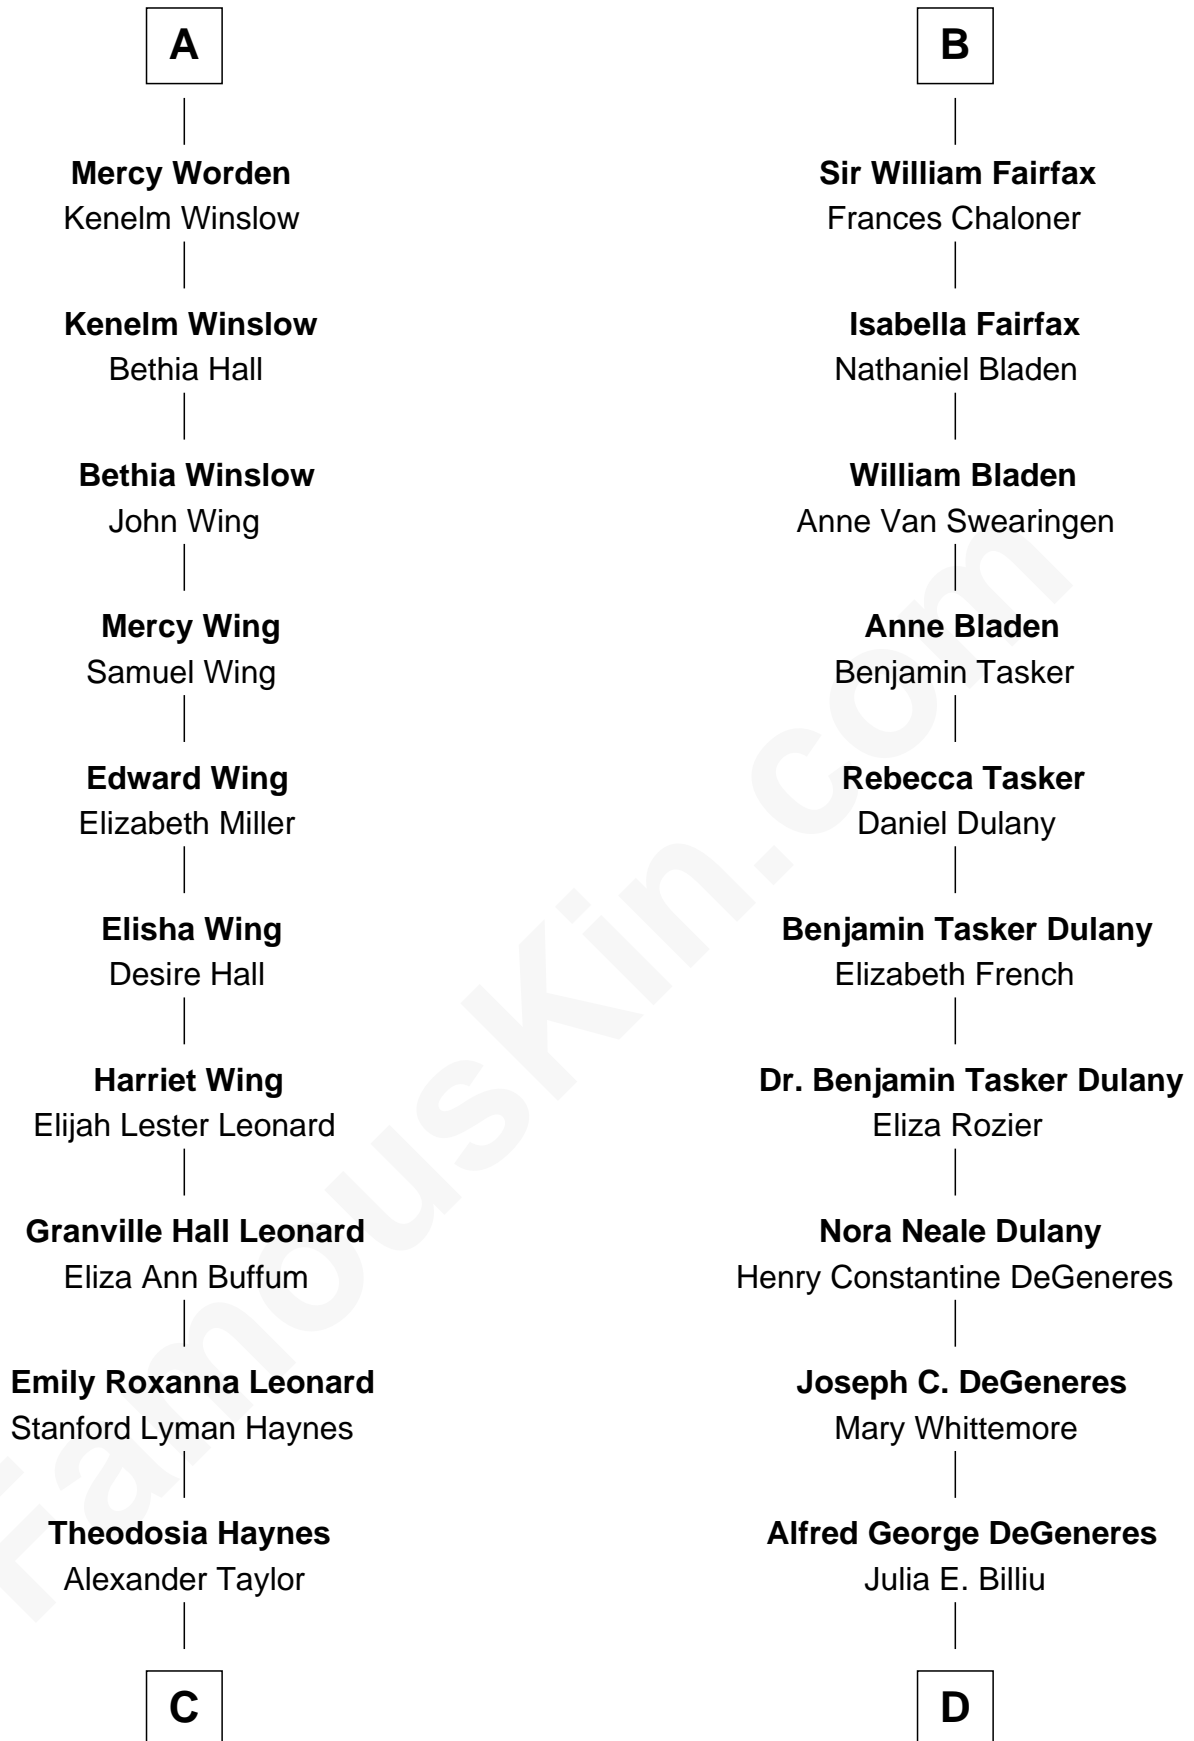 A
Mercy Worden
Kenelm Winslow
Kenelm Winslow
Bethia Hall
Bethia Winslow
John Wing
Mercy Wing
Samuel Wing
Edward Wing
Elizabeth Miller
Elisha Wing
Desire Hall
Harriet Wing
Elijah Lester Leonard
Granville Hall Leonard
Eliza Ann Buffum
Emily Roxanna Leonard
Stanford Lyman Haynes
Theodosia Haynes
Alexander Taylor
C
B
Sir William Fairfax
Frances Chaloner
Isabella Fairfax
Nathaniel Bladen
William Bladen
Anne Van Swearingen
Anne Bladen
Benjamin Tasker
Rebecca Tasker
Daniel Dulany
Benjamin Tasker Dulany
Elizabeth French
Dr. Benjamin Tasker Dulany
Eliza Rozier
Nora Neale Dulany
Henry Constantine DeGeneres
Joseph C. DeGeneres
Mary Whittemore
Alfred George DeGeneres
Julia E. Billiu
D
FamousKin.com